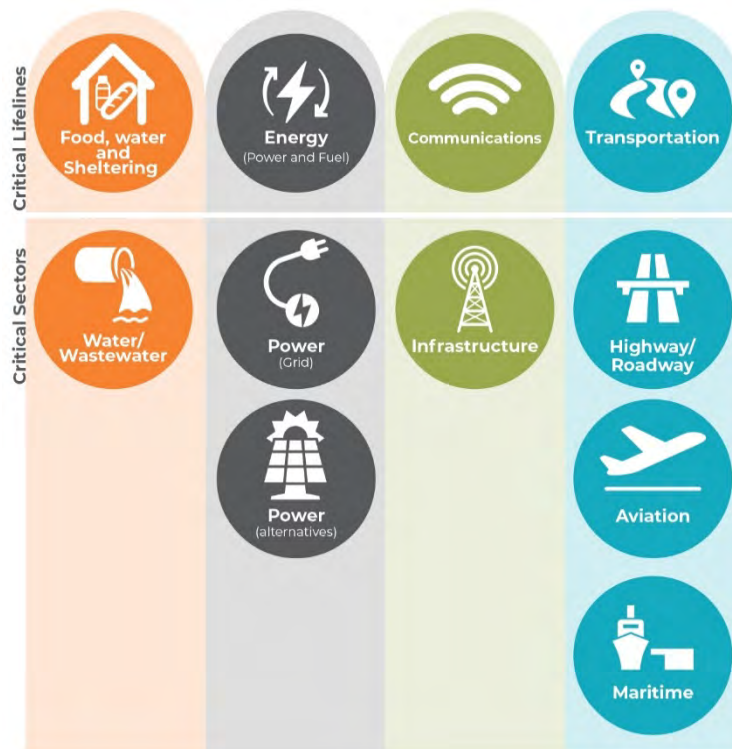 Critical Lifelines
Food, water
and
Sheltering
Energy
(Power and Fuel)
Communications
Transportation
Critical Sectors
Water/
Wastewater
Power
(Grid)
Infrastructure
Highway/
Roadway
Power
(alternatives)
Aviation
Maritime